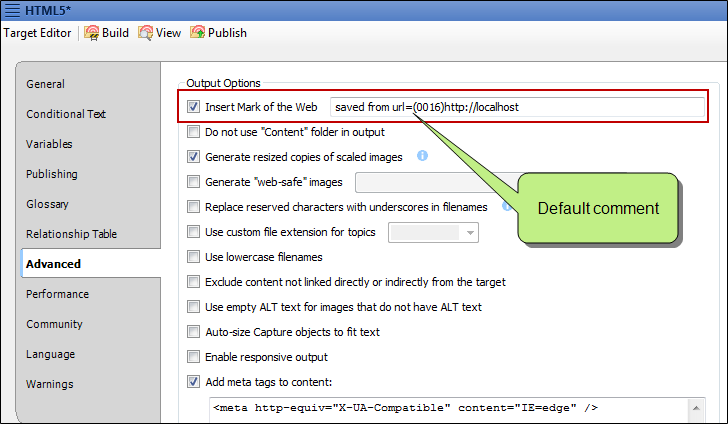 HTML5*
Target Editor Build View Publish
General
Conditional Text
Variables
Publishing
Glossary
Relationship Table
Advanced
Performance
Community
Language
Warnings
Output Options
Insert Mark of the Web saved from url=(0016)http://localhost
Do not use "Content" folder in output
Generate resized copies of scaled images
Generate "web-safe" images
Replace reserved characters with underscores in filenames
Use custom file extension for topics
Use lowercase filenames
Exclude content not linked directly or indirectly from the target
Use empty ALT text for images that do not have ALT text
Auto-size Capture objects to fit text
Enable responsive output
Add meta tags to content:
<meta http-equiv="X-UA-Compatible" content="IE=edge" />
Default comment